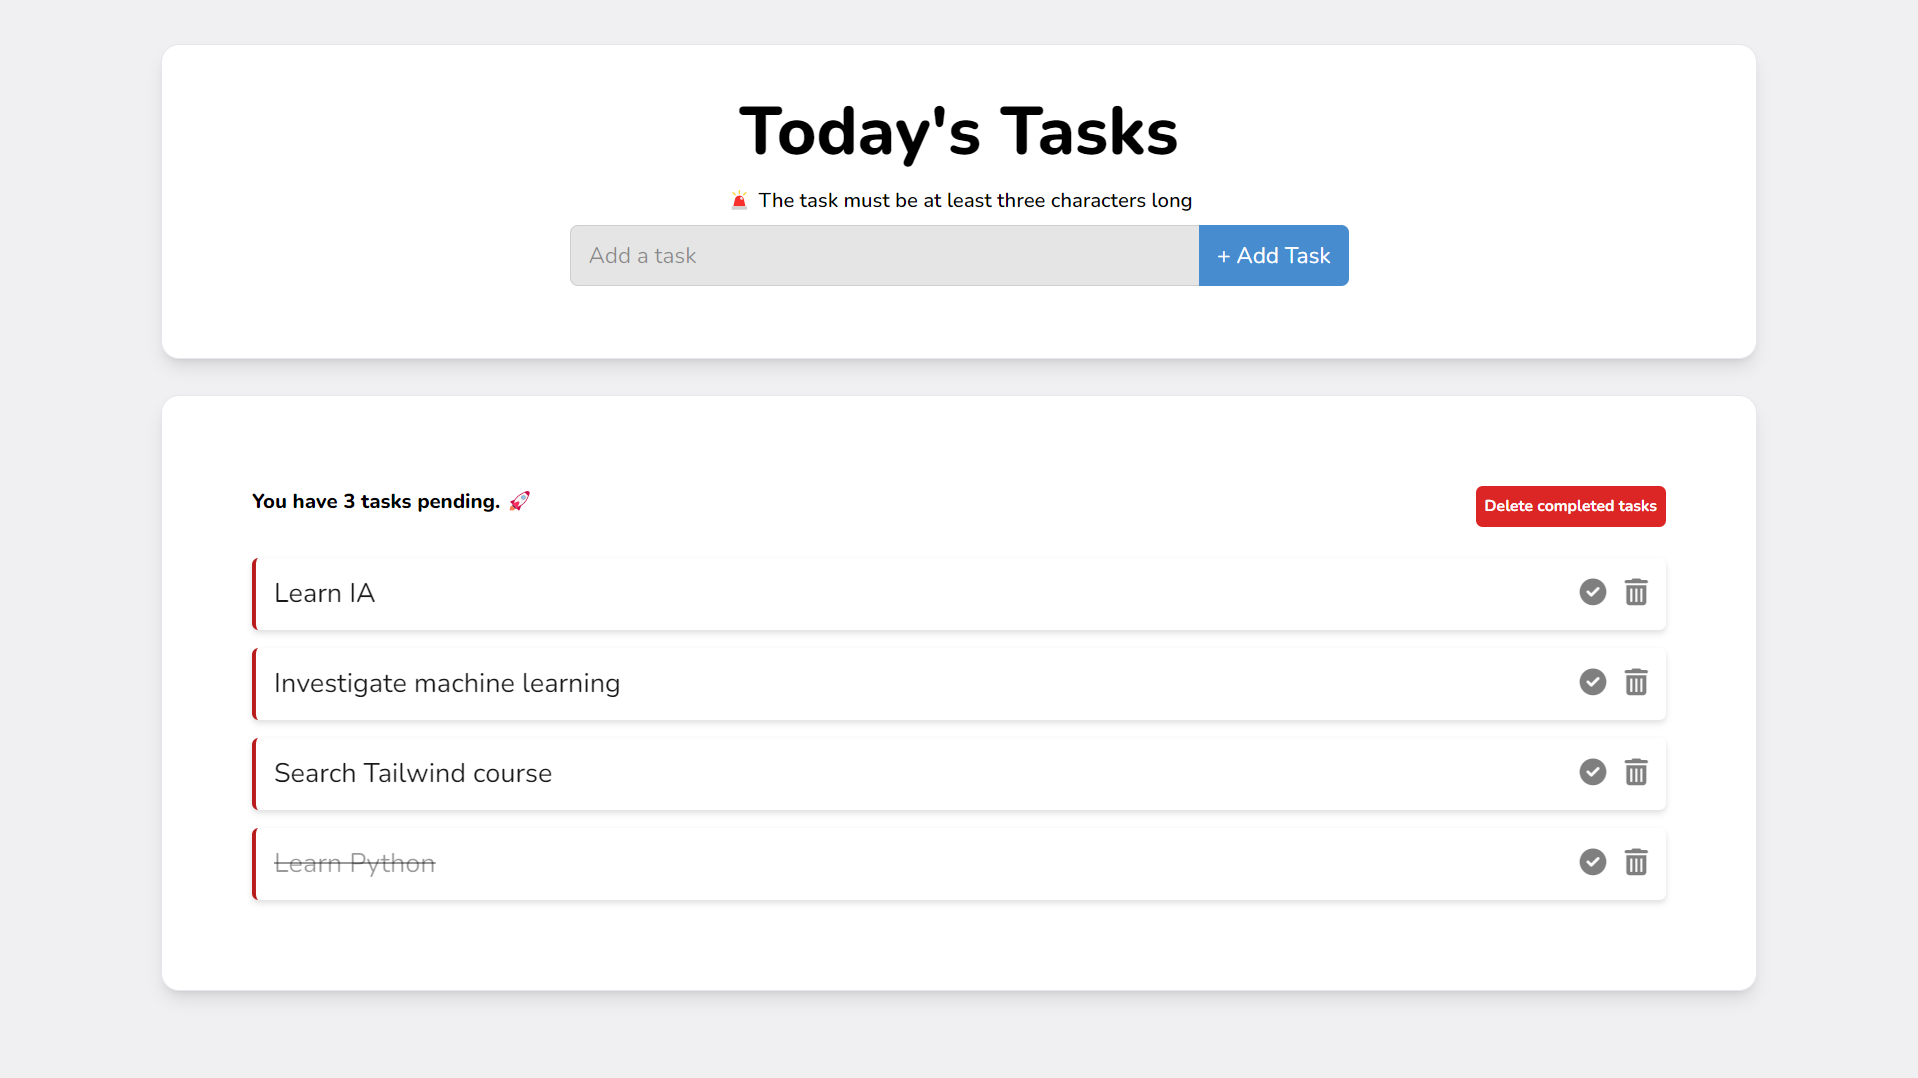 Today's Tasks
🚨 The task must be at least three characters long
Add a task
+ Add Task
You have 3 tasks pending. 🚀
Delete completed tasks
Learn IA
Investigate machine learning
Search Tailwind course
Learn Python